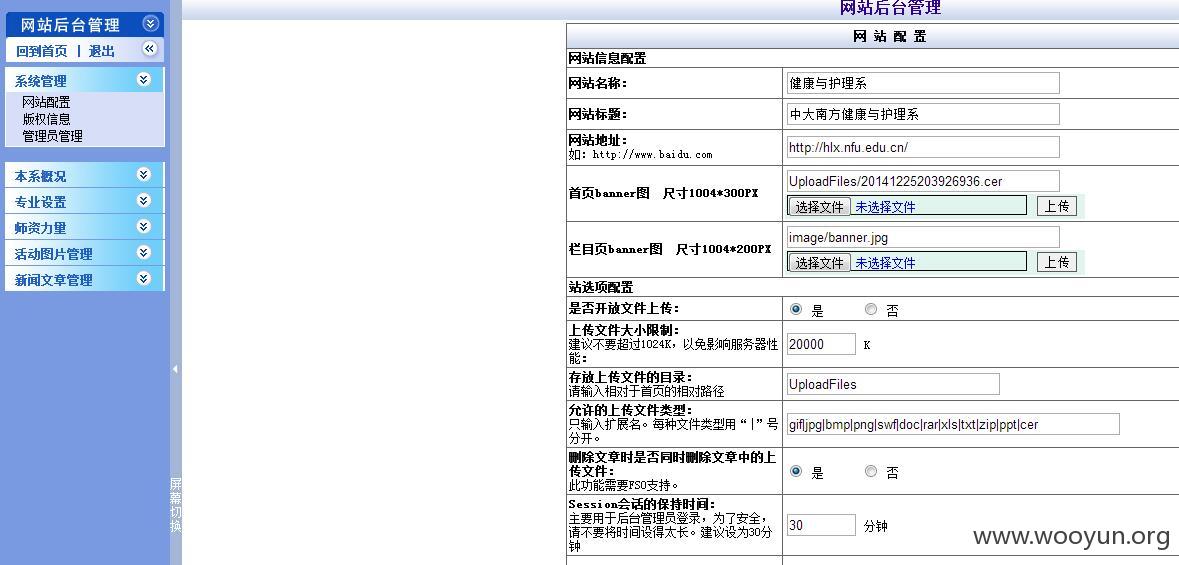 网站后台管理
网站后台管理
回到首页 | 退出
系统管理
网站配置
版权信息
管理员管理
本系概况
专业设置
师资力量
活动图片管理
新闻文章管理
屏幕切换
网 站 配 置
网站信息配置
网站名称：
健康与护理系
网站标题：
中大南方健康与护理系
网站地址：
如：http://www.baidu.com
http://hlx.nfu.edu.cn/
首页banner图 尺寸1004*300PX
UploadFiles/20141225203926936.cer
选择文件 未选择文件 上传
栏目页banner图 尺寸1004*200PX
image/banner.jpg
选择文件 未选择文件 上传
站选项配置
是否开放文件上传：
是 否
上传文件大小限制：
建议不要超过1024K，以免影响服务器性
能：
20000 K
存放上传文件的目录：
请输入相对于首页的相对路径
UploadFiles
允许的上传文件类型：
只输入扩展名。每种文件类型用“|”号
分开。
gif|jpg|bmp|png|swf|doc|rar|xls|txt|zip|ppt|cer
删除文章时是否同时删除文章中的上
传文件：
此功能需要FSO支持。
是 否
Session会话的保持时间：
主要用于后台管理员登录，为了安全，
请不要将时间设得太长。建议设为30分
钟
30 分钟
www.wooyun.org